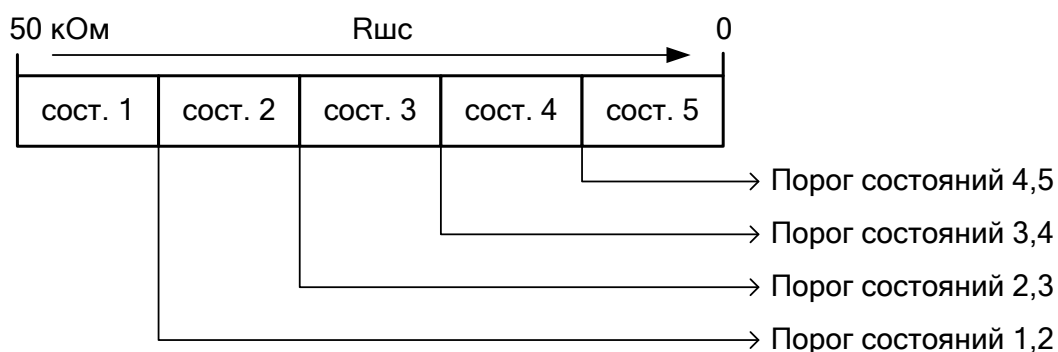 50 кОм Rшс 0
сост. 1 сост. 2 сост. 3 сост. 4 сост. 5
Порог состояний 4,5
Порог состояний 3,4
Порог состояний 2,3
Порог состояний 1,2